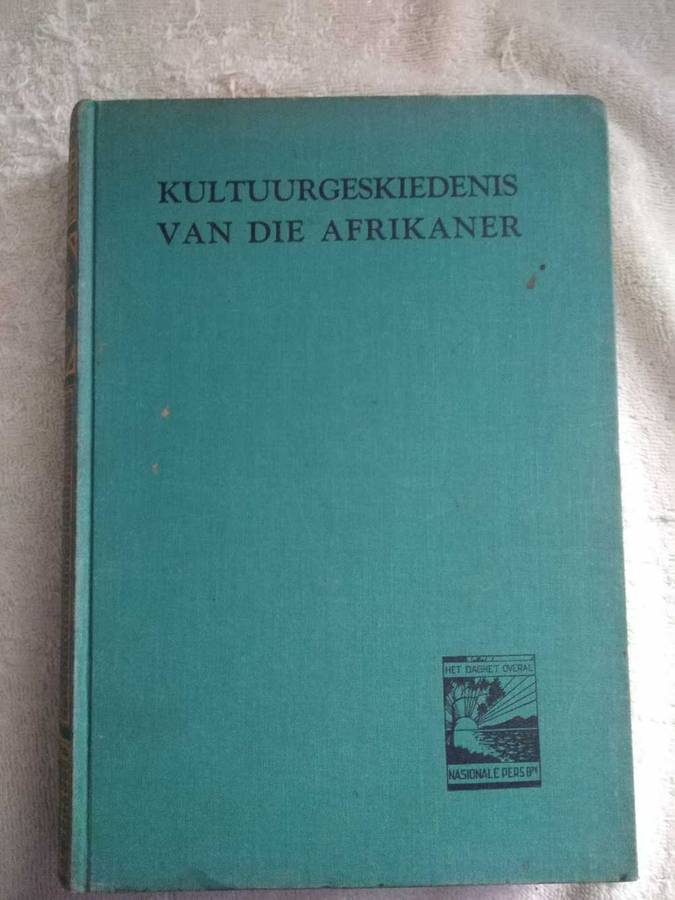 KULTUURGESKIEDENIS
VAN DIE AFRIKANER
HET DAGHET OVERAL
NASIONALE PERS BPK